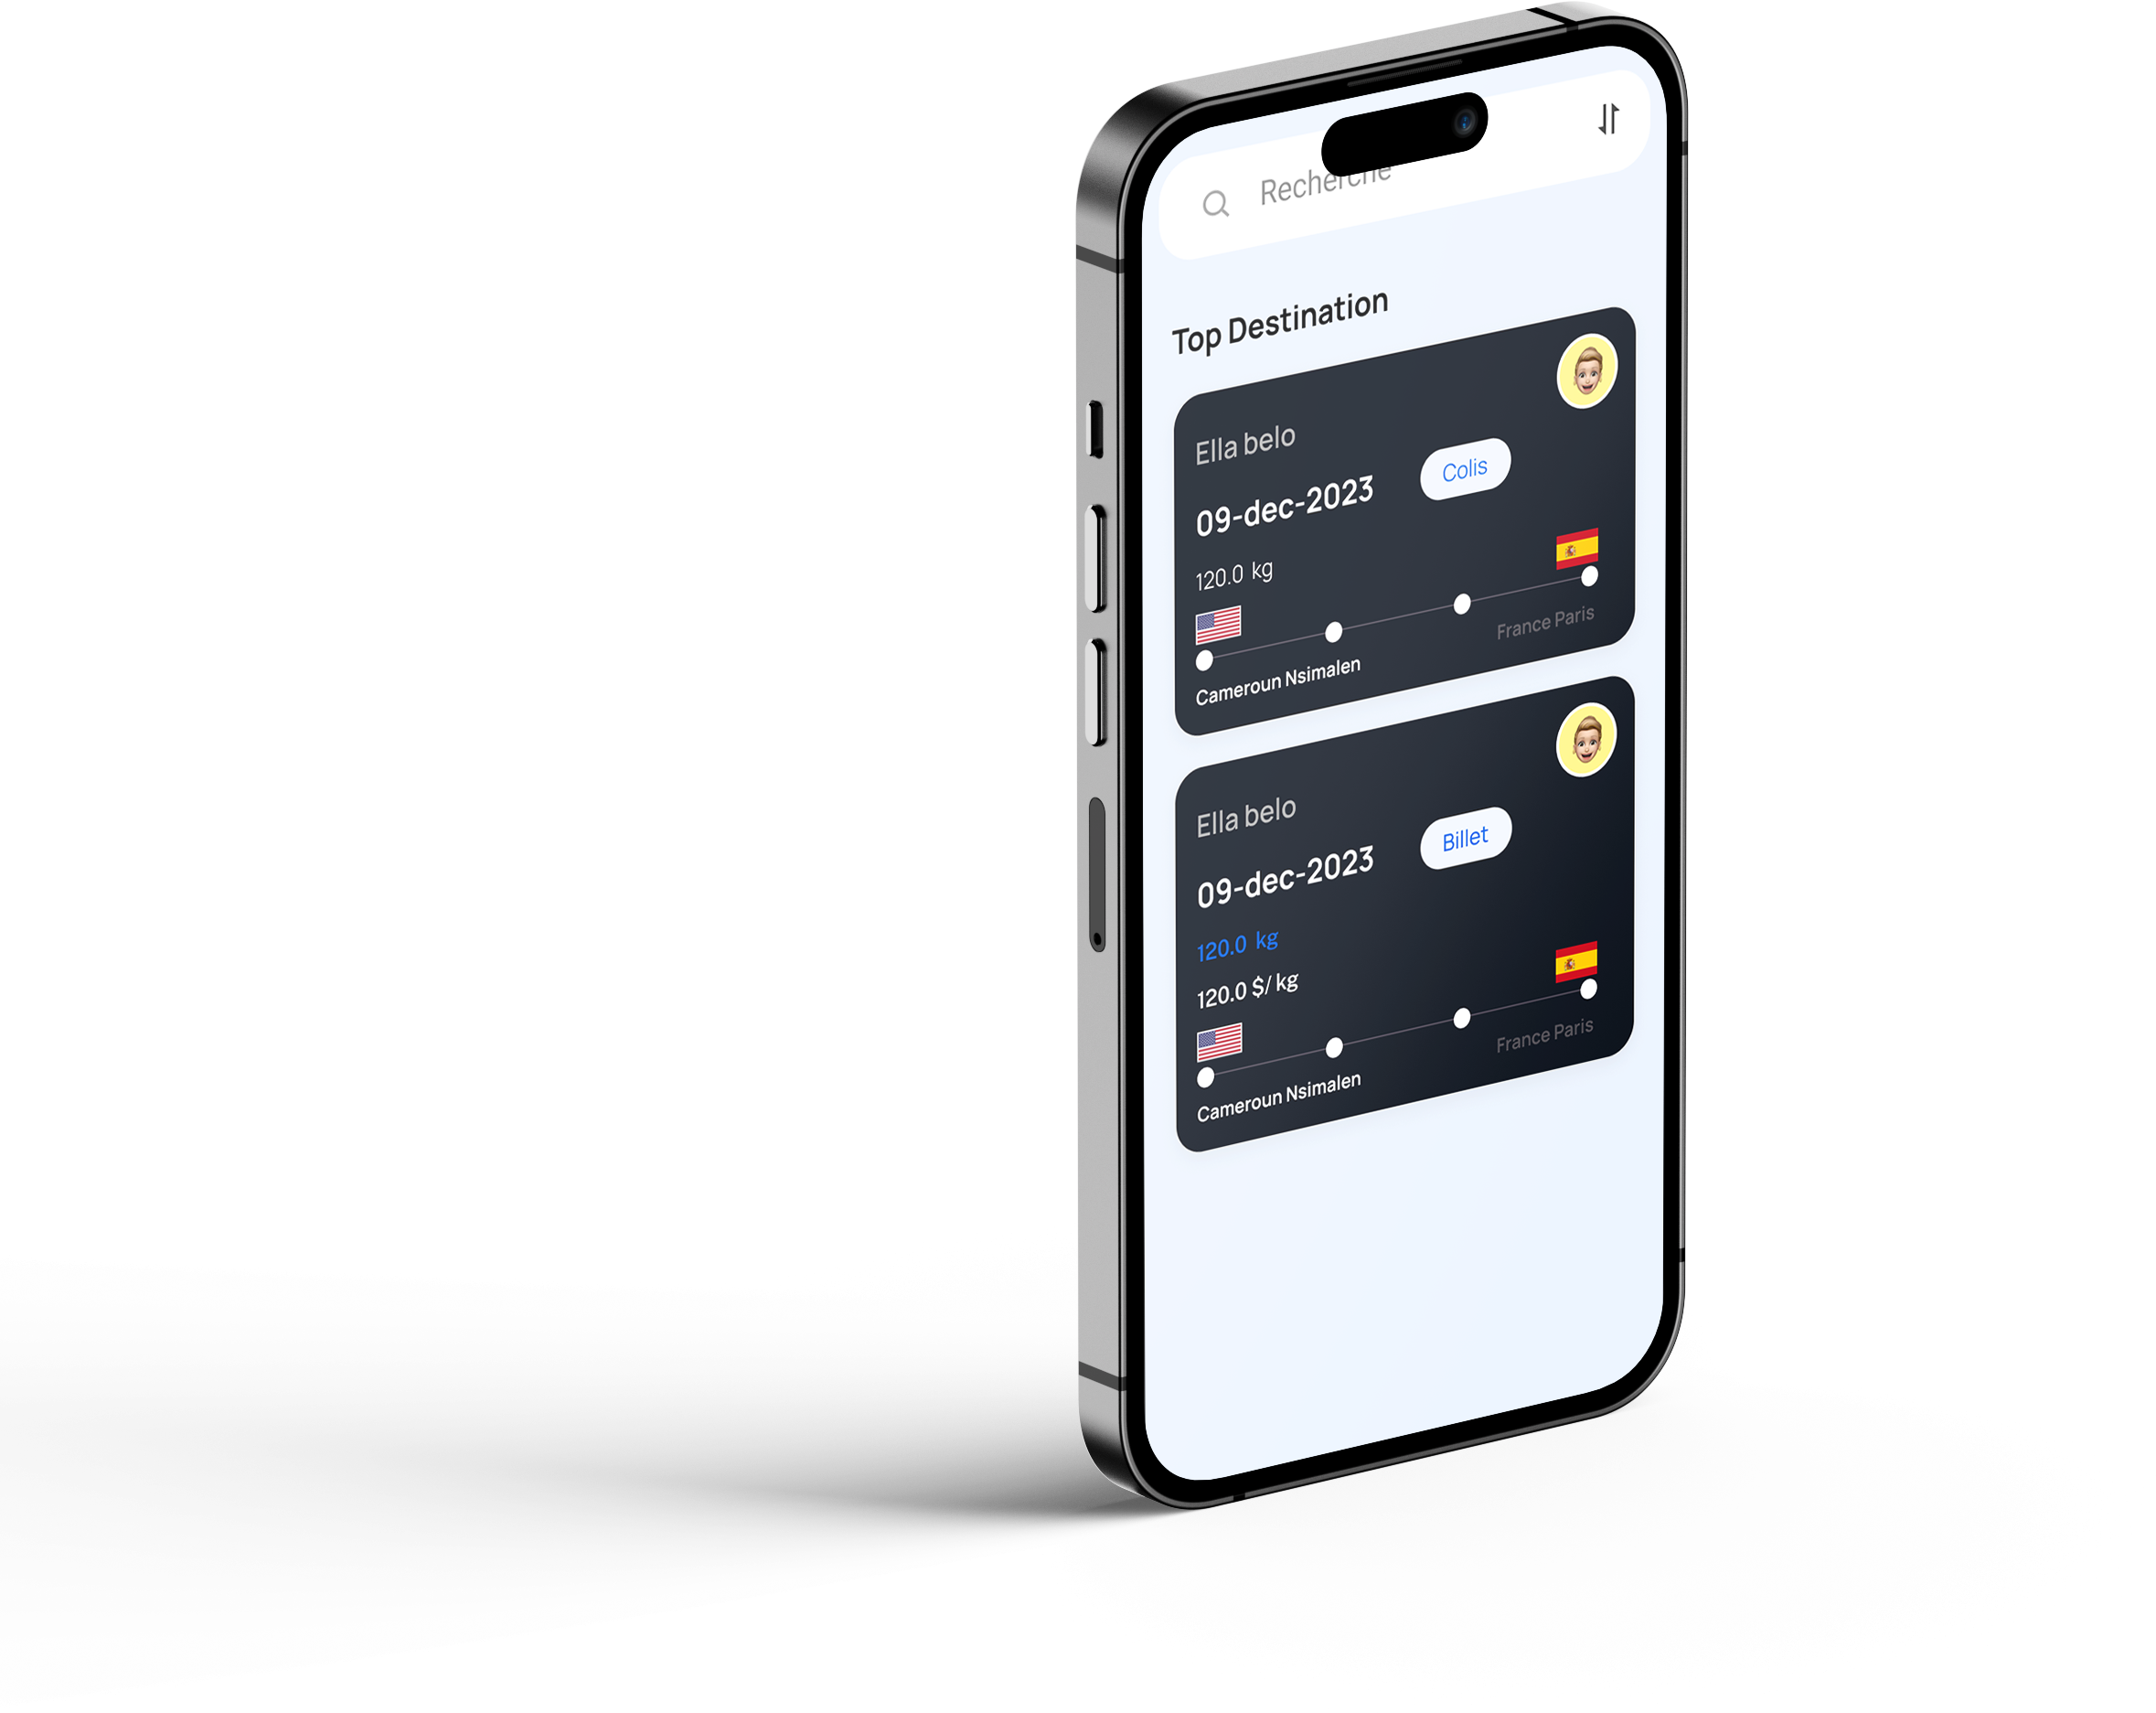 Recherche
Top Destination
Ella belo
09-dec-2023
Colis
120.0 kg
Cameroun Nsimalen
France Paris
Ella belo
09-dec-2023
Billet
120.0 kg
120.0 $/ kg
Cameroun Nsimalen
France Paris